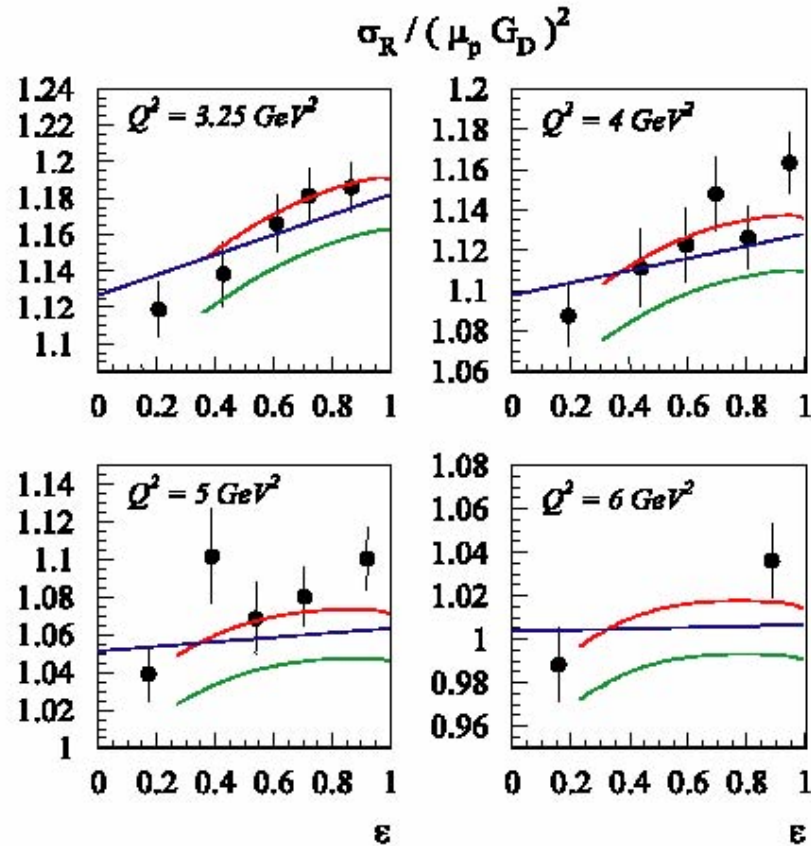 σ_R / ( μ_p G_D )²
Q² = 3.25 GeV²
1.24
1.22
1.2
1.18
1.16
1.14
1.12
1.1
0 0.2 0.4 0.6 0.8 1
Q² = 4 GeV²
1.2
1.18
1.16
1.14
1.12
1.1
1.08
1.06
0 0.2 0.4 0.6 0.8 1
Q² = 5 GeV²
1.14
1.12
1.1
1.08
1.06
1.04
1.02
1
0 0.2 0.4 0.6 0.8 1
ε
Q² = 6 GeV²
1.08
1.06
1.04
1.02
1
0.98
0.96
0 0.2 0.4 0.6 0.8 1
ε